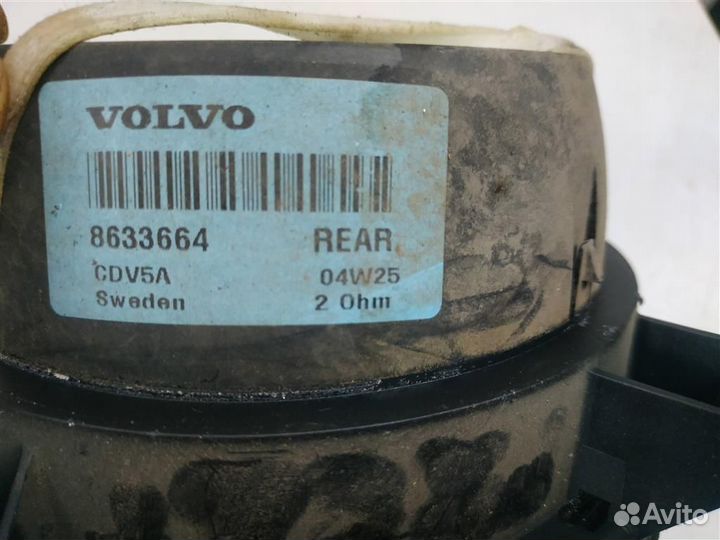 VOLVO
8633664 REAR
CDV5A 04W25
Sweden 2 Ohm
Avito